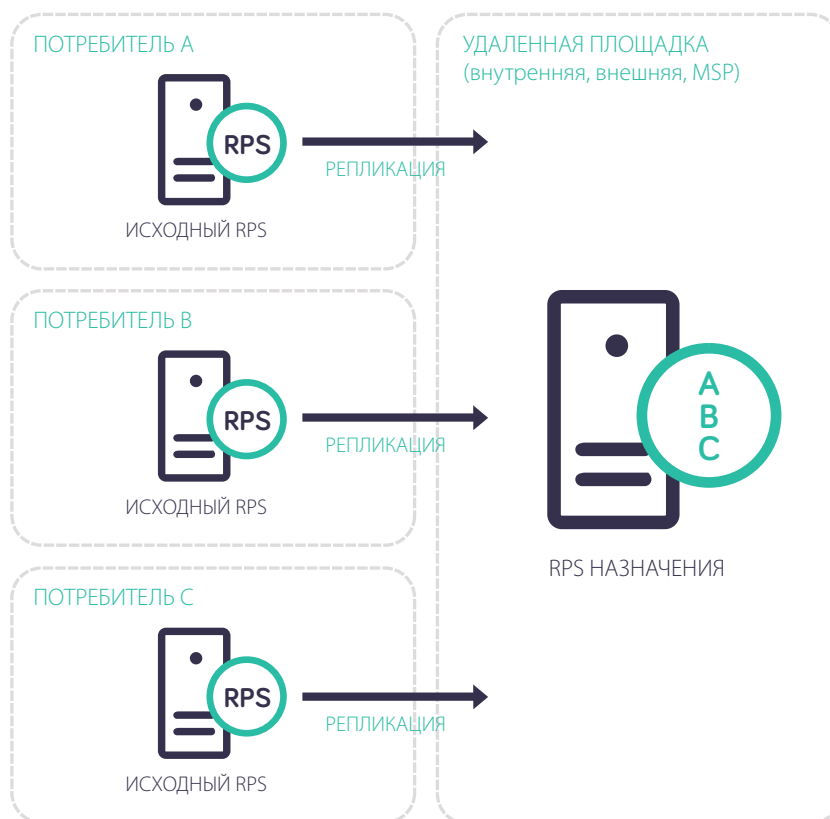 ПОТРЕБИТЕЛЬ A
RPS
РЕПЛИКАЦИЯ
ИСХОДНЫЙ RPS
ПОТРЕБИТЕЛЬ B
RPS
РЕПЛИКАЦИЯ
ИСХОДНЫЙ RPS
ПОТРЕБИТЕЛЬ C
RPS
РЕПЛИКАЦИЯ
ИСХОДНЫЙ RPS
УДАЛЕННАЯ ПЛОЩАДКА
(внутренняя, внешняя, MSP)
A
B
C
RPS НАЗНАЧЕНИЯ